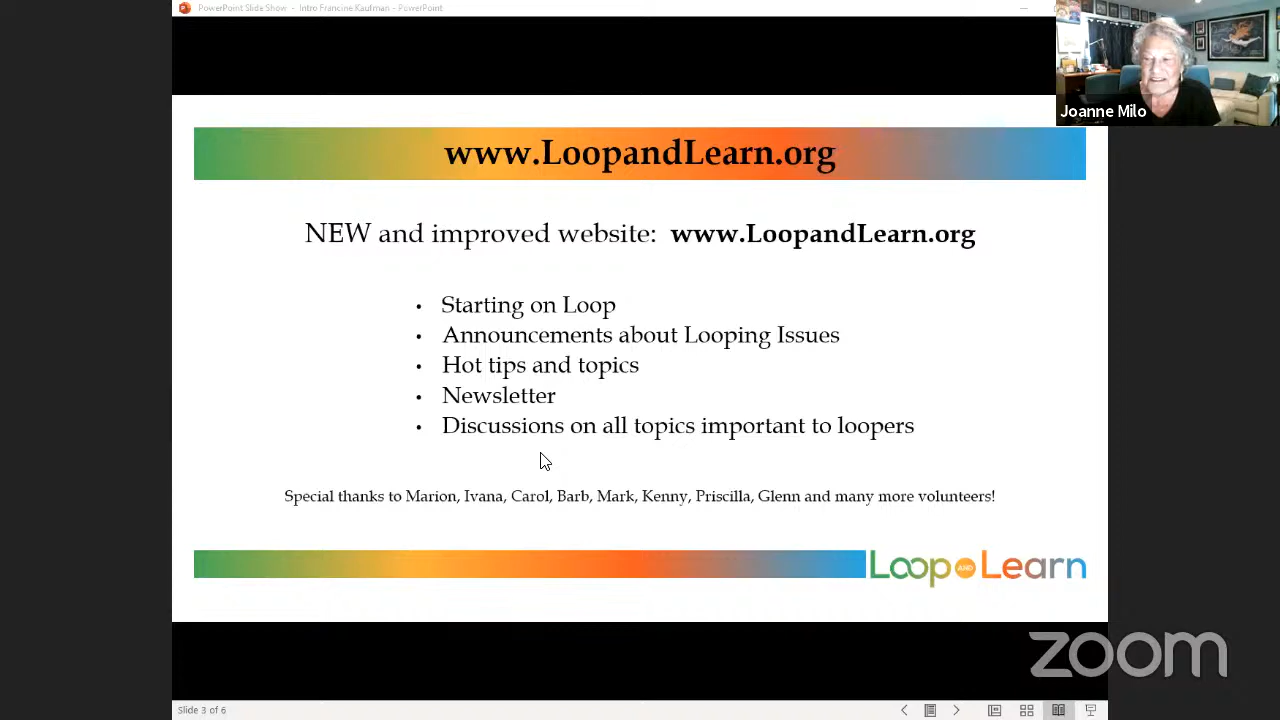 PowerPoint Slide Show - Intro Francine Kaufman - PowerPoint
Joanne Milo
www.LoopandLearn.org
NEW and improved website: www.LoopandLearn.org
• Starting on Loop
• Announcements about Looping Issues
• Hot tips and topics
• Newsletter
• Discussions on all topics important to loopers
Special thanks to Marion, Ivana, Carol, Barb, Mark, Kenny, Priscilla, Glenn and many more volunteers!
Loop AND Learn
zoom
Slide 3 of 6